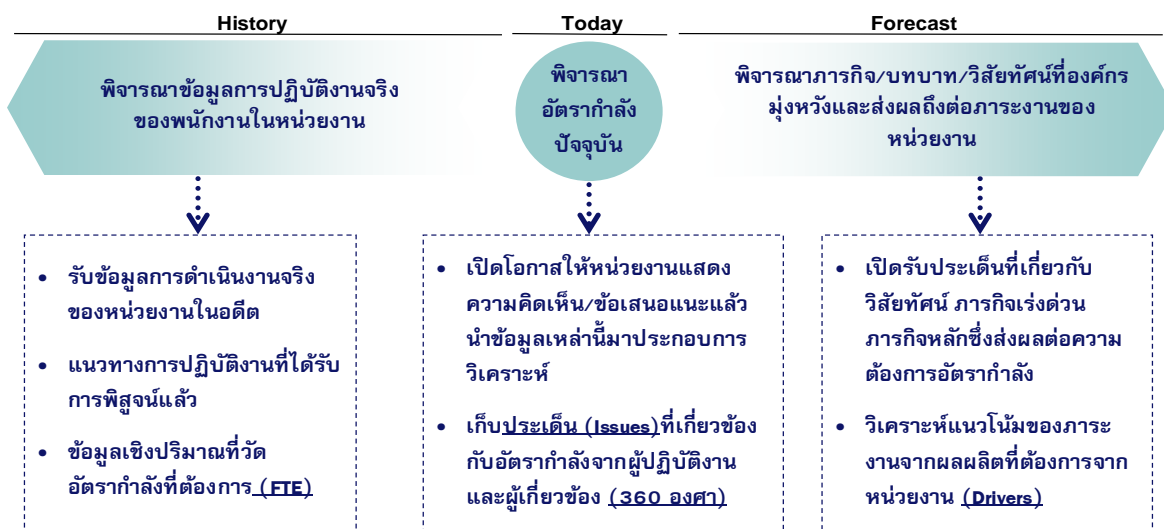 History
Today
Forecast
พิจารณาข้อมูลการปฏิบัติงานจริง
ของพนักงานในหน่วยงาน
พิจารณา
อัตรากำลัง
ปัจจุบัน
พิจารณาภารกิจ/บทบาท/วิสัยทัศน์ที่องค์กร
มุ่งหวังและส่งผลถึงต่อภาระงานของ
หน่วยงาน
• รับข้อมูลการดำเนินงานจริง
ของหน่วยงานในอดีต
• แนวทางการปฏิบัติงานที่ได้รับ
การพิสูจน์แล้ว
• ข้อมูลเชิงปริมาณที่วัด
อัตรากำลังที่ต้องการ (FTE)
• เปิดโอกาสให้หน่วยงานแสดง
ความคิดเห็น/ข้อเสนอแนะแล้ว
นำข้อมูลเหล่านี้มาประกอบการ
วิเคราะห์
• เก็บประเด็น (Issues)ที่เกี่ยวข้อง
กับอัตรากำลังจากผู้ปฏิบัติงาน
และผู้เกี่ยวข้อง (360 องศา)
• เปิดรับประเด็นที่เกี่ยวกับ
วิสัยทัศน์ ภารกิจเร่งด่วน
ภารกิจหลักซึ่งส่งผลต่อความ
ต้องการอัตรากำลัง
• วิเคราะห์แนวโน้มของภาระ
งานจากผลผลิตที่ต้องการจาก
หน่วยงาน (Drivers)